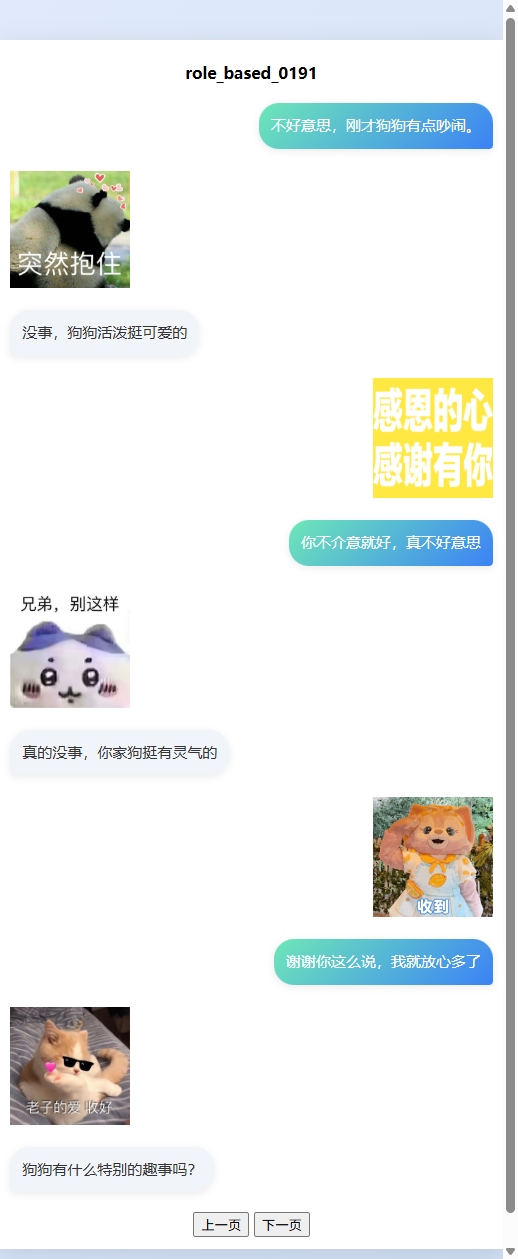 role_based_0191
不好意思，刚才狗狗有点吵闹。
突然抱住
没事，狗狗活泼挺可爱的
感恩的心
感谢有你
你不介意就好，真不好意思
兄弟，别这样
真的没事，你家狗挺有灵气的
收到
谢谢你这么说，我就放心多了
老子的爱 收好
狗狗有什么特别的趣事吗？
上一页 下一页